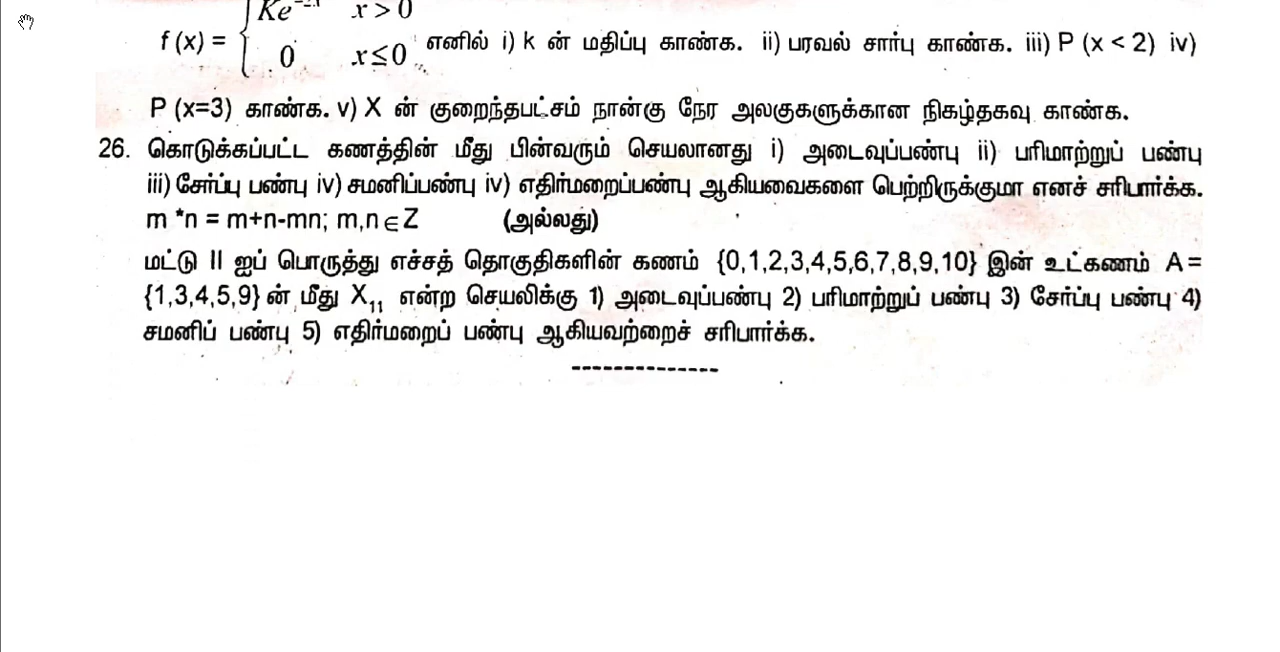 f (x) = { Ke⁻²ˣ x > 0
0 x ≤ 0 எனில் i) k ன் மதிப்பு காண்க. ii) பரவல் சார்பு காண்க. iii) P (x < 2) iv)
P (x=3) காண்க. v) X ன் குறைந்தபட்சம் நான்கு நேர அலகுகளுக்கான நிகழ்தகவு காண்க.
26. கொடுக்கப்பட்ட கணத்தின் மீது பின்வரும் செயலானது i) அடைவுப்பண்பு ii) பரிமாற்றுப் பண்பு
iii) சேர்ப்பு பண்பு iv) சமனிப்பண்பு iv) எதிர்மறைப்பண்பு ஆகியவைகளை பெற்றிருக்குமா எனச் சரிபார்க்க.
m *n = m+n-mn; m,n ∈ Z (அல்லது)
மட்டு II ஐப் பொருத்து எச்சத் தொகுதிகளின் கணம் {0,1,2,3,4,5,6,7,8,9,10} இன் உட்கணம் A =
{1,3,4,5,9} ன் மீது X₁₁ என்ற செயலிக்கு 1) அடைவுப்பண்பு 2) பரிமாற்றுப் பண்பு 3) சேர்ப்பு பண்பு 4)
சமனிப் பண்பு 5) எதிர்மறைப் பண்பு ஆகியவற்றைச் சரிபார்க்க.
--------------